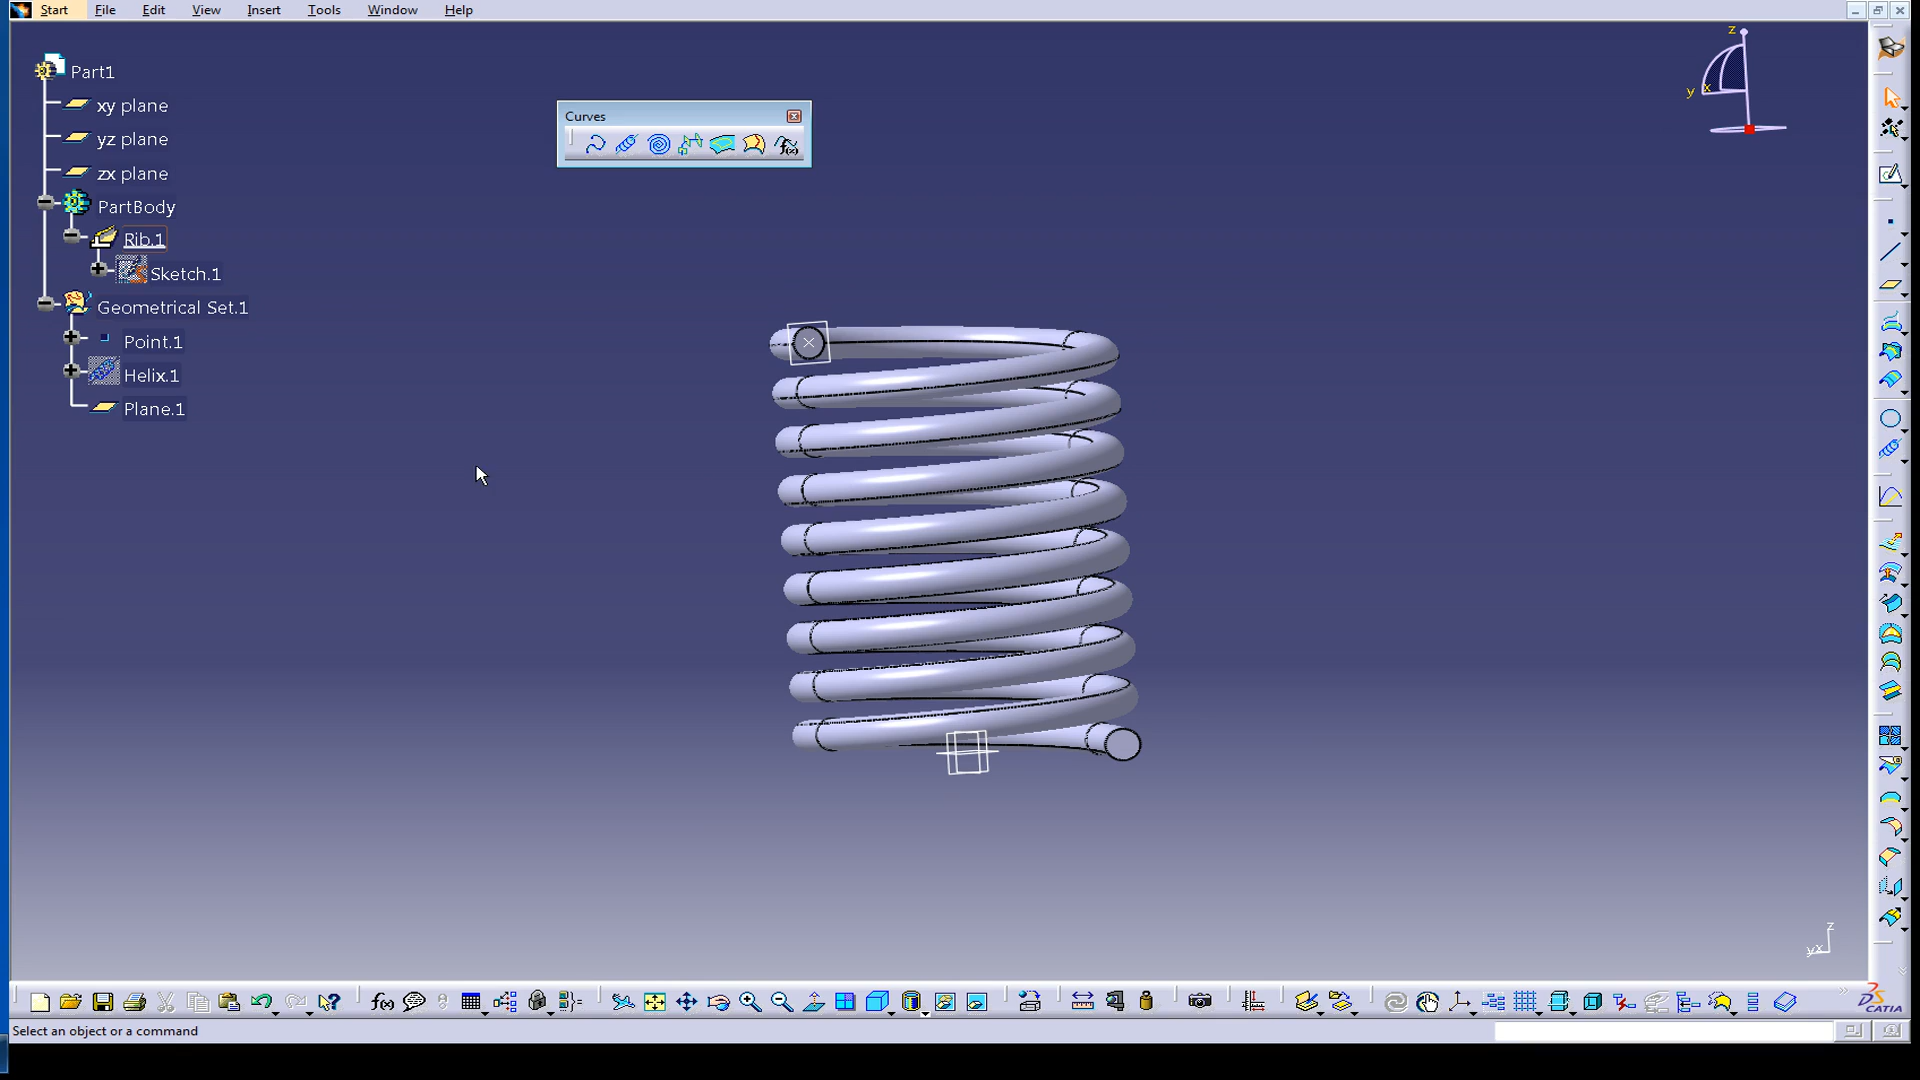 Start File Edit View Insert Tools Window Help
Part1
xy plane
yz plane
zx plane
PartBody
Rib.1
Sketch.1
Geometrical Set.1
Point.1
Helix.1
Plane.1
Curves
f(x)
z
y
x
z
y x
f(x)
CATIA
Select an object or a command